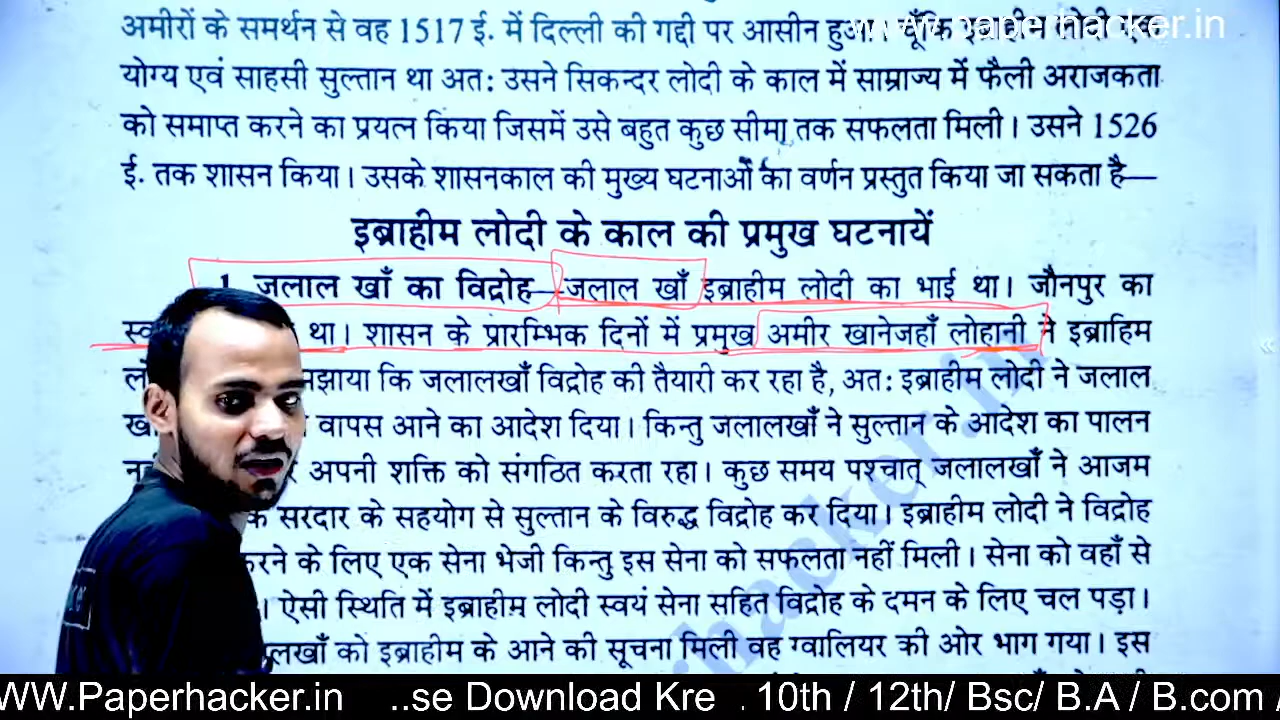 www.paperhacker.in
अमीरों के समर्थन से वह 1517 ई. में दिल्ली की गद्दी पर आसीन हुआ। चूँकि इब्राहीम लोदी एक
योग्य एवं साहसी सुल्तान था अत: उसने सिकन्दर लोदी के काल में साम्राज्य में फैली अराजकता
को समाप्त करने का प्रयत्न किया जिसमें उसे बहुत कुछ सीमा तक सफलता मिली। उसने 1526
ई. तक शासन किया। उसके शासनकाल की मुख्य घटनाओं का वर्णन प्रस्तुत किया जा सकता है—
इब्राहीम लोदी के काल की प्रमुख घटनायें
1. जलाल खाँ का विद्रोह—जलाल खाँ इब्राहीम लोदी का भाई था। जौनपुर का
था। शासन के प्रारम्भिक दिनों में प्रमुख अमीर खानेजहाँ लोहानी ने इब्राहिम
कि जलालखाँ विद्रोह की तैयारी कर रहा है, अत: इब्राहीम लोदी ने जलाल
वापस आने का आदेश दिया। किन्तु जलालखाँ ने सुल्तान के आदेश का पालन
अपनी शक्ति को संगठित करता रहा। कुछ समय पश्चात् जलालखाँ ने आजम
सरदार के सहयोग से सुल्तान के विरुद्ध विद्रोह कर दिया। इब्राहीम लोदी ने विद्रोह
के लिए एक सेना भेजी किन्तु इस सेना को सफलता नहीं मिली। सेना को वहाँ से
ऐसी स्थिति में इब्राहीम लोदी स्वयं सेना सहित विद्रोह के दमन के लिए चल पड़ा।
को इब्राहीम के आने की सूचना मिली वह ग्वालियर की ओर भाग गया। इस
WW.Paperhacker.in ..se Download Kre . 10th / 12th/ Bsc/ B.A / B.com